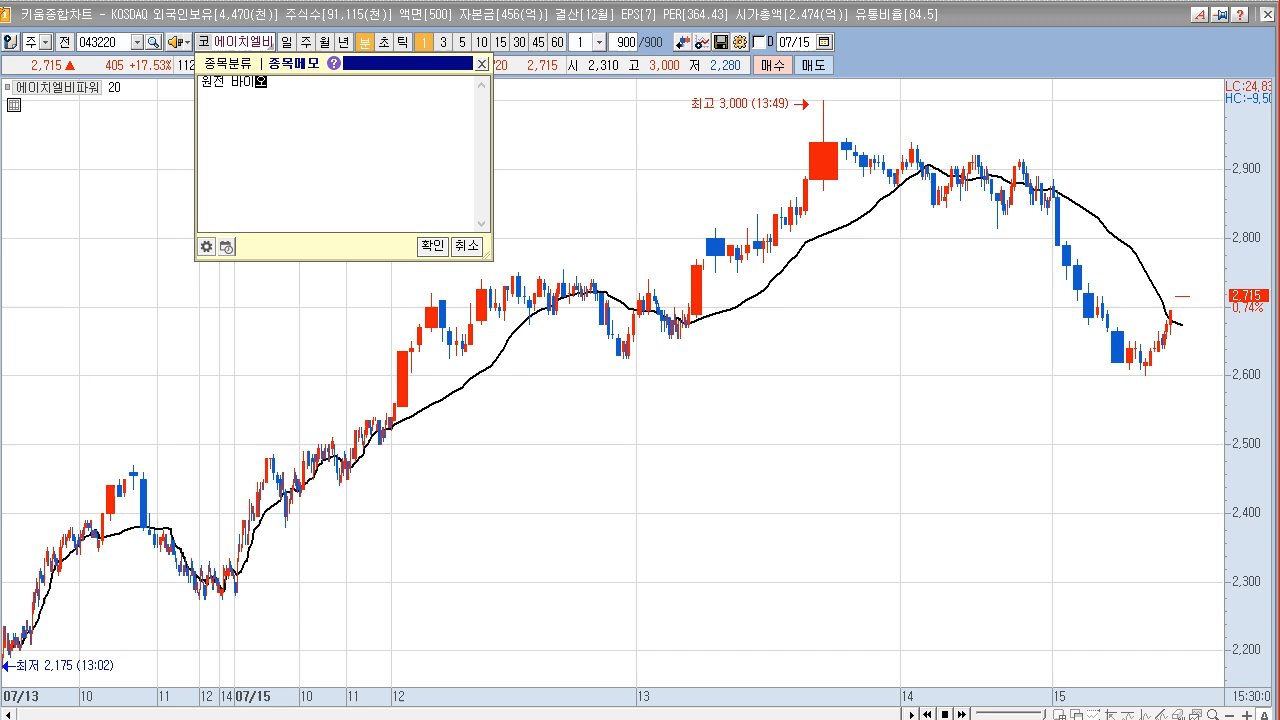 키움종합차트 - KOSDAQ 외국인보유[4,470(천)] 주식수[91,115(천)] 액면[500] 자본금[456(억)] 결산[12월] EPS[7] PER[364.43] 시가총액[2,474(억)] 유통비율[84.5]
주 전 043220 코 에이치엘비 일 주 월 년 분 초 틱 1 3 5 10 15 30 45 60 1 900 /900 D 07/15
2,715 ▲ 405 +17.53% 112 20 2,715 시 2,310 고 3,000 저 2,280 매수 매도
종목분류 | 종목메모 ?
원전 바이오
확인 취소
에이치엘비파워 20
LC:24,83
HC:-9,50
최고 3,000 (13:49) →
2,900
2,800
2,715
0,74%
2,600
2,500
2,400
2,300
2,200
←최저 2,175 (13:02)
07/13 10 11 12 14 07/15 10 11 12 13 14 15 15:30:0